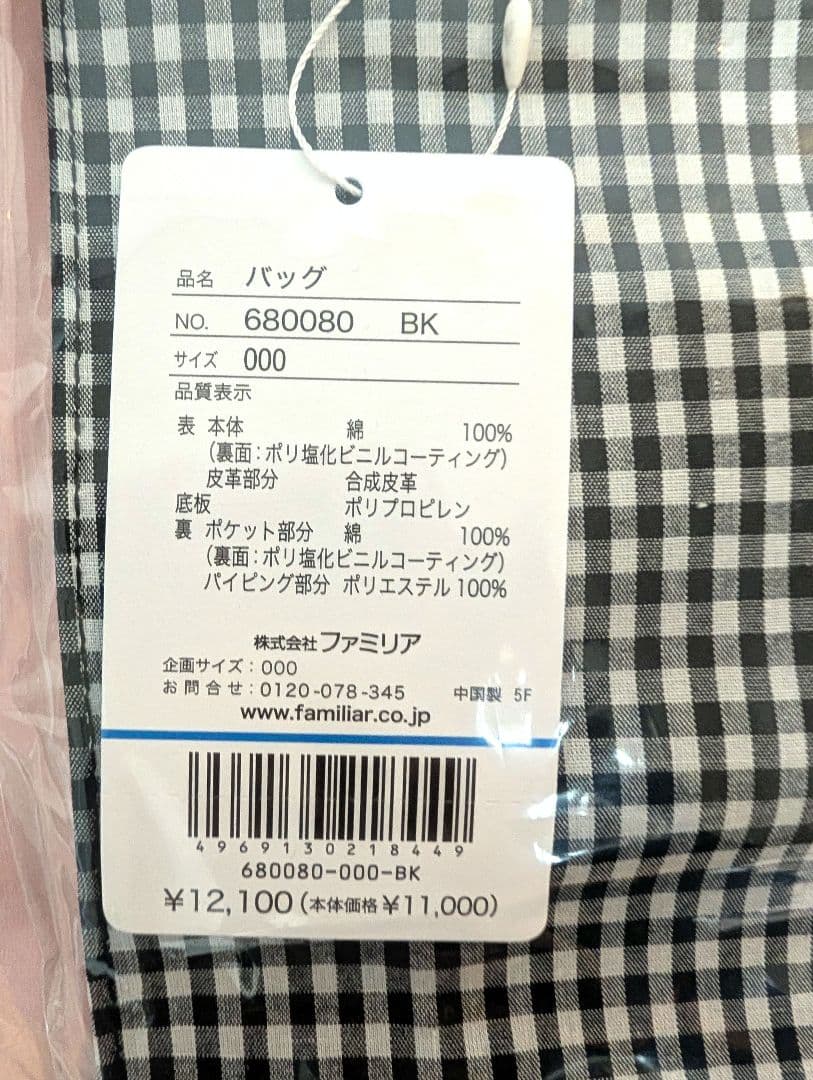 品名 バッグ
NO. 680080 BK
サイズ 000
品質表示
表 本体 綿 100%
(裏面:ポリ塩化ビニルコーティング)
皮革部分 合成皮革
底板 ポリプロピレン
裏 ポケット部分 綿 100%
(裏面:ポリ塩化ビニルコーティング)
パイピング部分 ポリエステル 100%
株式会社ファミリア
企画サイズ:000
お問合せ:0120-078-345 中国製 5F
www.familiar.co.jp
4969130218449
680080-000-BK
¥12,100(本体価格¥11,000)